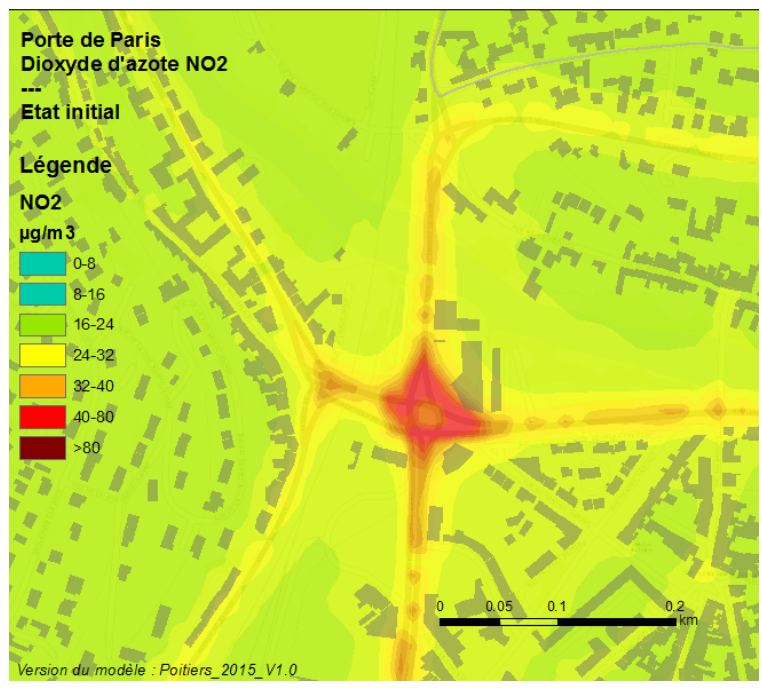 Porte de Paris
Dioxyde d'azote NO2
---
Etat initial
Légende
NO2
µg/m3
0-8
8-16
16-24
24-32
32-40
40-80
>80
0 0.05 0.1 0.2
km
Version du modèle : Poitiers_2015_V1.0